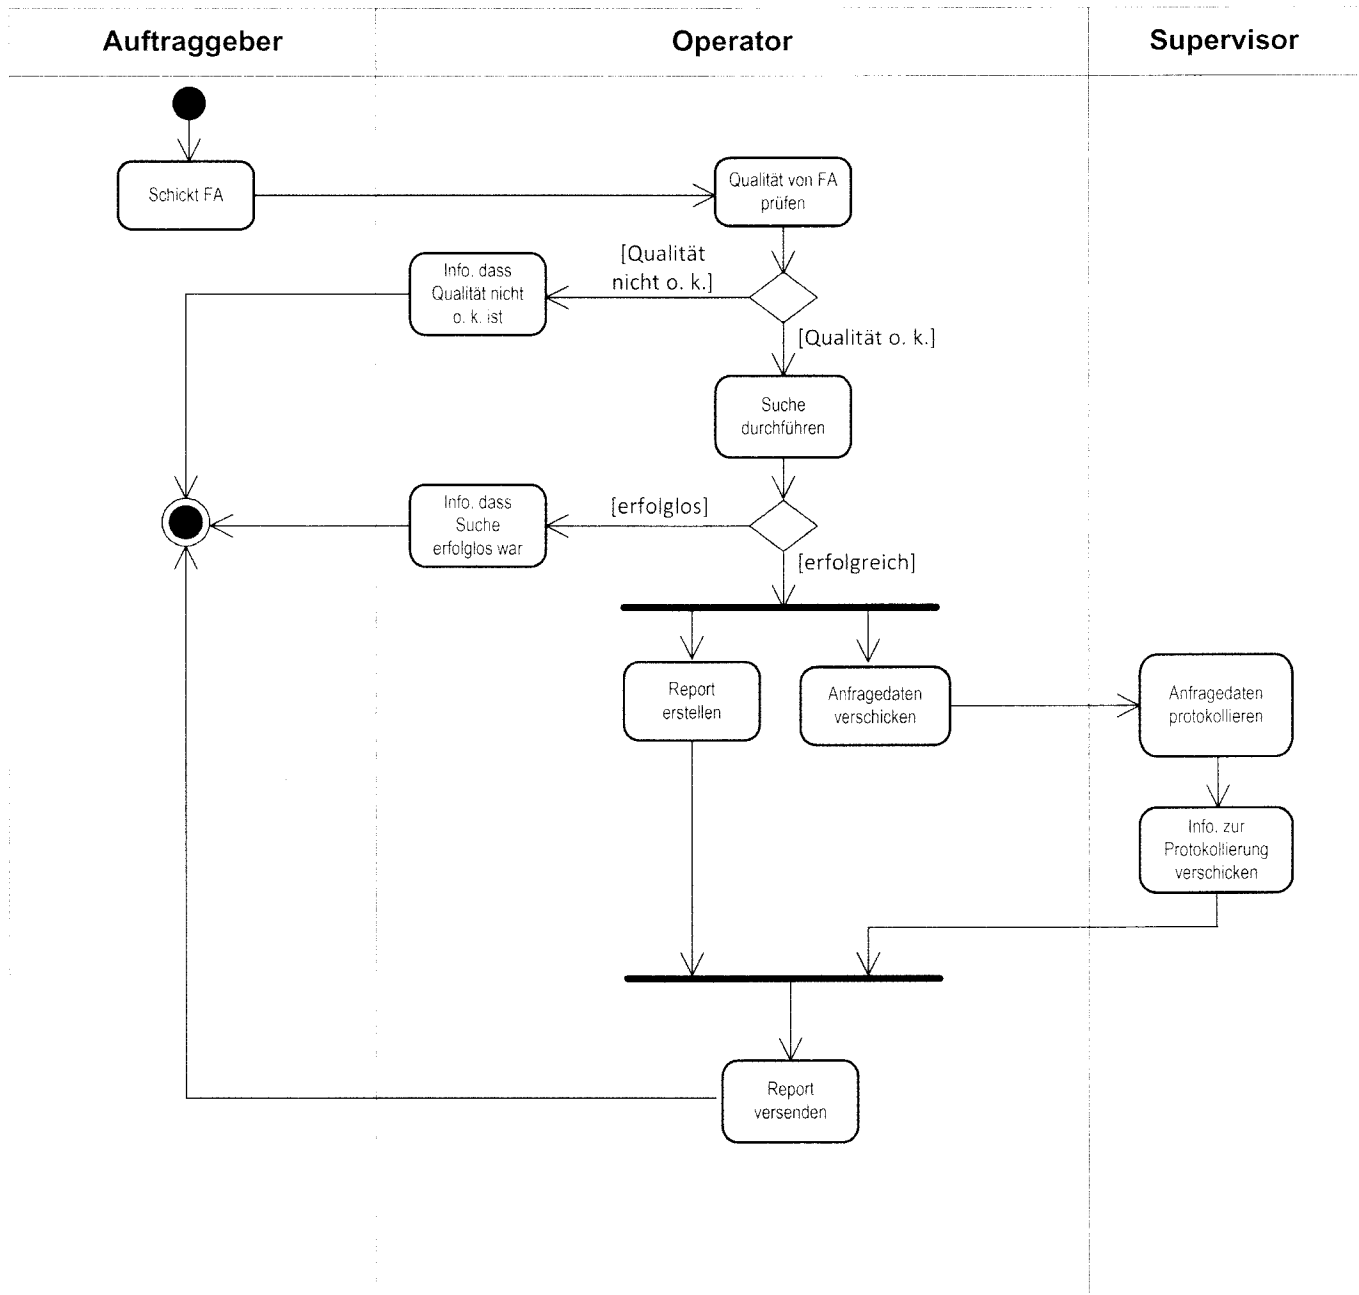 Auftraggeber
Operator
Supervisor
Schickt FA
Qualität von FA
prüfen
[Qualität
nicht o. k.]
Info. dass
Qualität nicht
o. k. ist
[Qualität o. k.]
Suche
durchführen
[erfolglos]
Info. dass
Suche
erfolglos war
[erfolgreich]
Report
erstellen
Anfragedaten
verschicken
Anfragedaten
protokollieren
Info. zur
Protokollierung
verschicken
Report
versenden